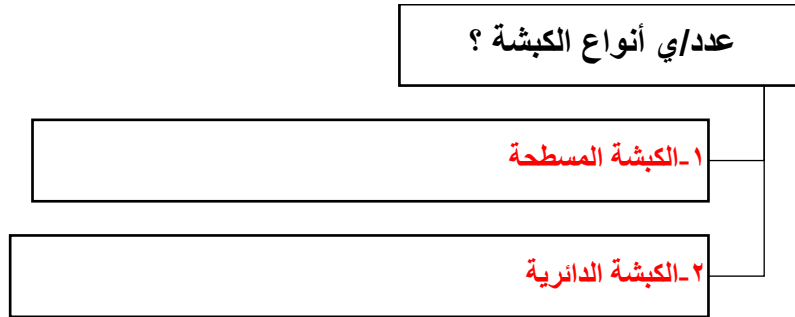 عدد/ي أنواع الكبشة ؟
١-الكبشة المسطحة
٢-الكبشة الدائرية